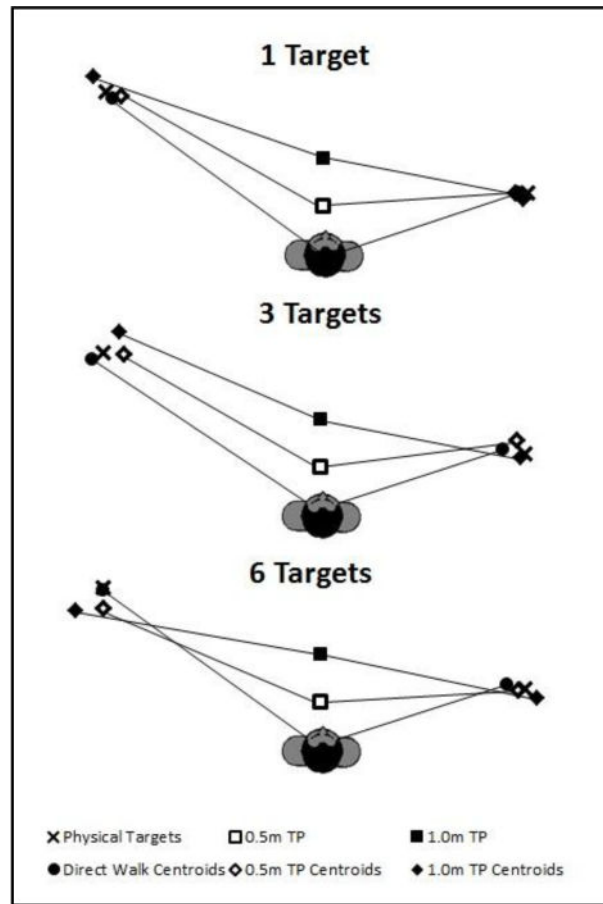 1 Target
3 Targets
6 Targets
Physical Targets 0.5m TP 1.0m TP
Direct Walk Centroids 0.5m TP Centroids 1.0m TP Centroids